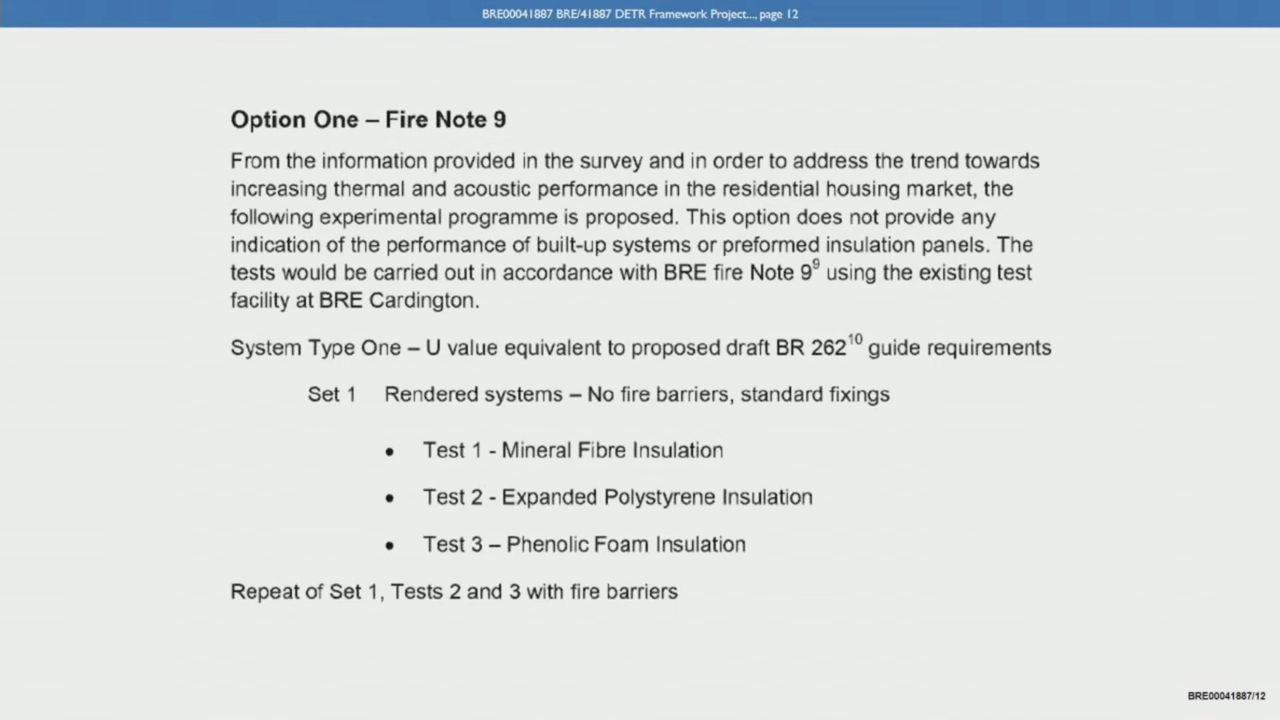 BRE00041887 BRE/41887 DETR Framework Project..., page 12
Option One – Fire Note 9
From the information provided in the survey and in order to address the trend towards
increasing thermal and acoustic performance in the residential housing market, the
following experimental programme is proposed. This option does not provide any
indication of the performance of built-up systems or preformed insulation panels. The
tests would be carried out in accordance with BRE fire Note 9⁹ using the existing test
facility at BRE Cardington.
System Type One – U value equivalent to proposed draft BR 262¹⁰ guide requirements
Set 1 Rendered systems – No fire barriers, standard fixings
• Test 1 - Mineral Fibre Insulation
• Test 2 - Expanded Polystyrene Insulation
• Test 3 – Phenolic Foam Insulation
Repeat of Set 1, Tests 2 and 3 with fire barriers
BRE00041887/12